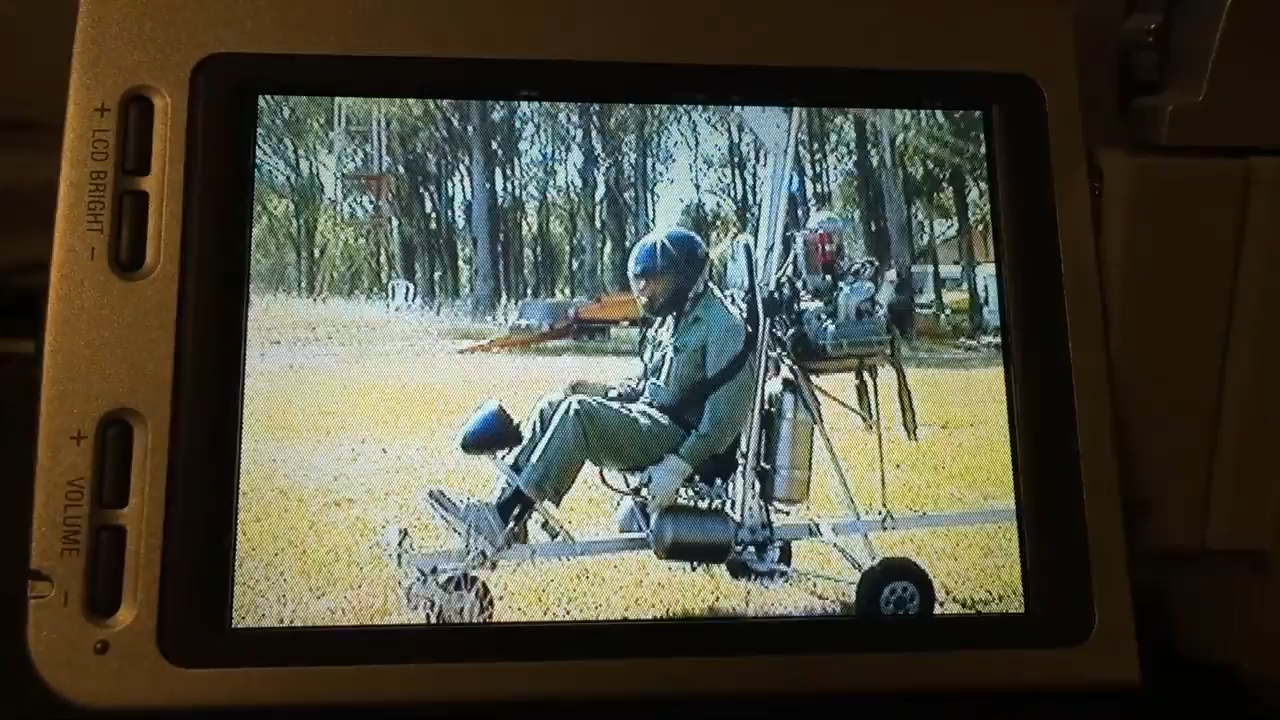 + LCD BRIGHT −
+ VOLUME −